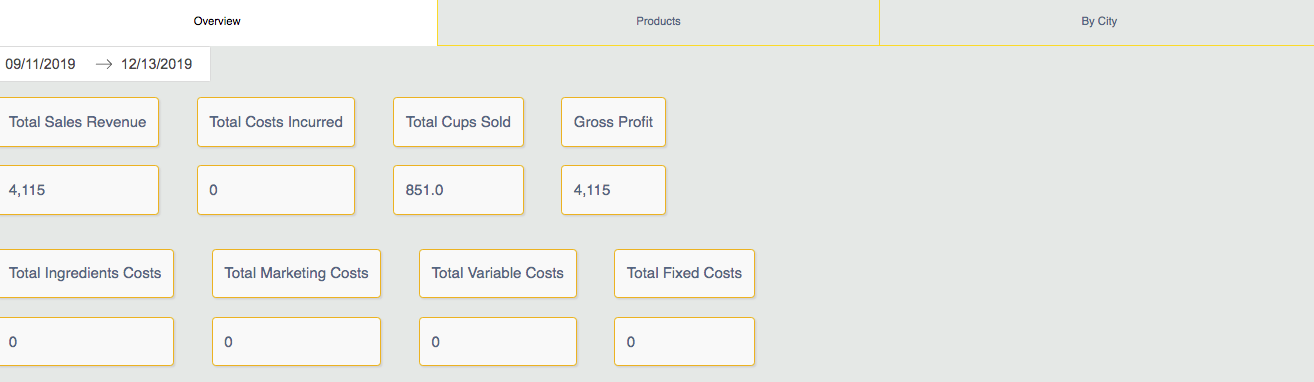 Overview Products By City
09/11/2019 → 12/13/2019
Total Sales Revenue Total Costs Incurred Total Cups Sold Gross Profit
4,115 0 851.0 4,115
Total Ingredients Costs Total Marketing Costs Total Variable Costs Total Fixed Costs
0 0 0 0